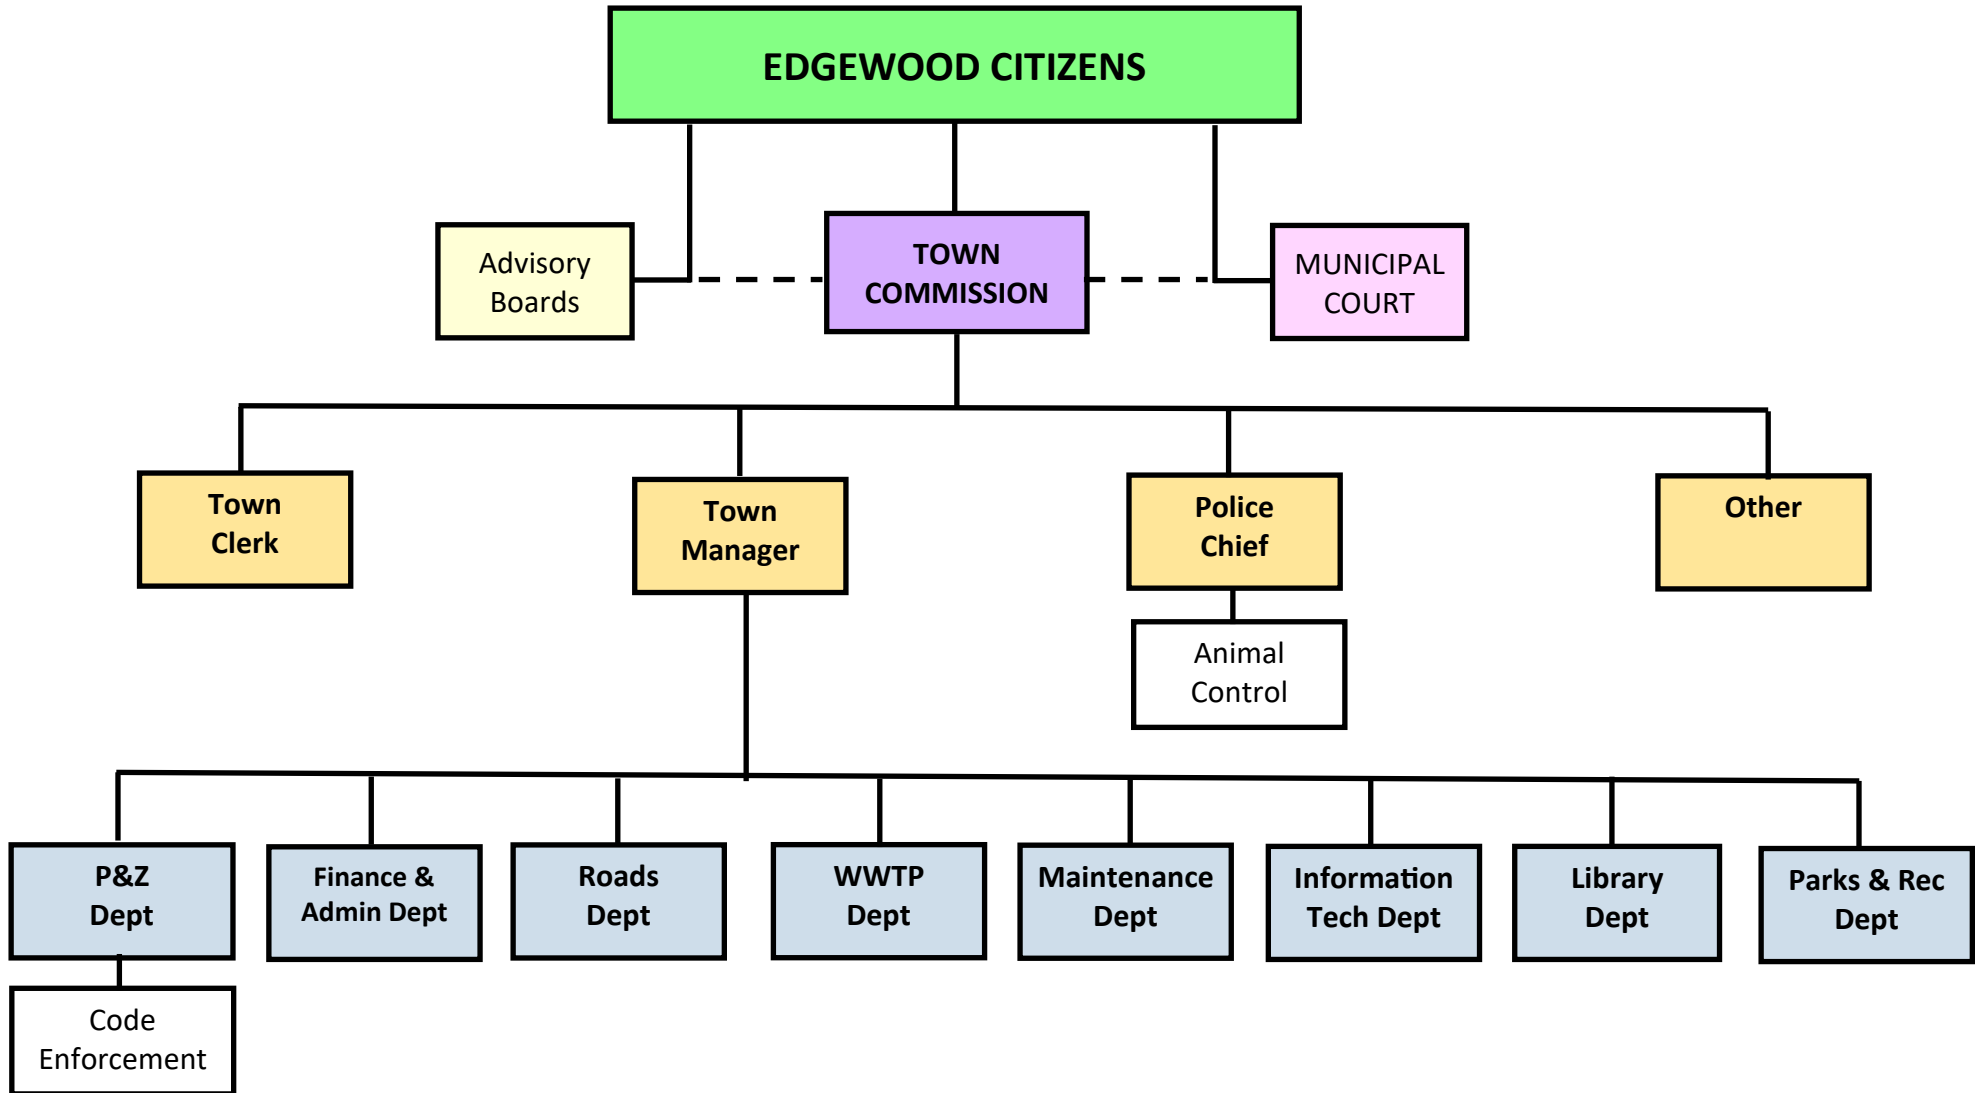 EDGEWOOD CITIZENS
Advisory
Boards
TOWN
COMMISSION
MUNICIPAL
COURT
Town
Clerk
Town
Manager
Police
Chief
Other
Animal
Control
P&Z
Dept
Finance &
Admin Dept
Roads
Dept
WWTP
Dept
Maintenance
Dept
Information
Tech Dept
Library
Dept
Parks & Rec
Dept
Code
Enforcement